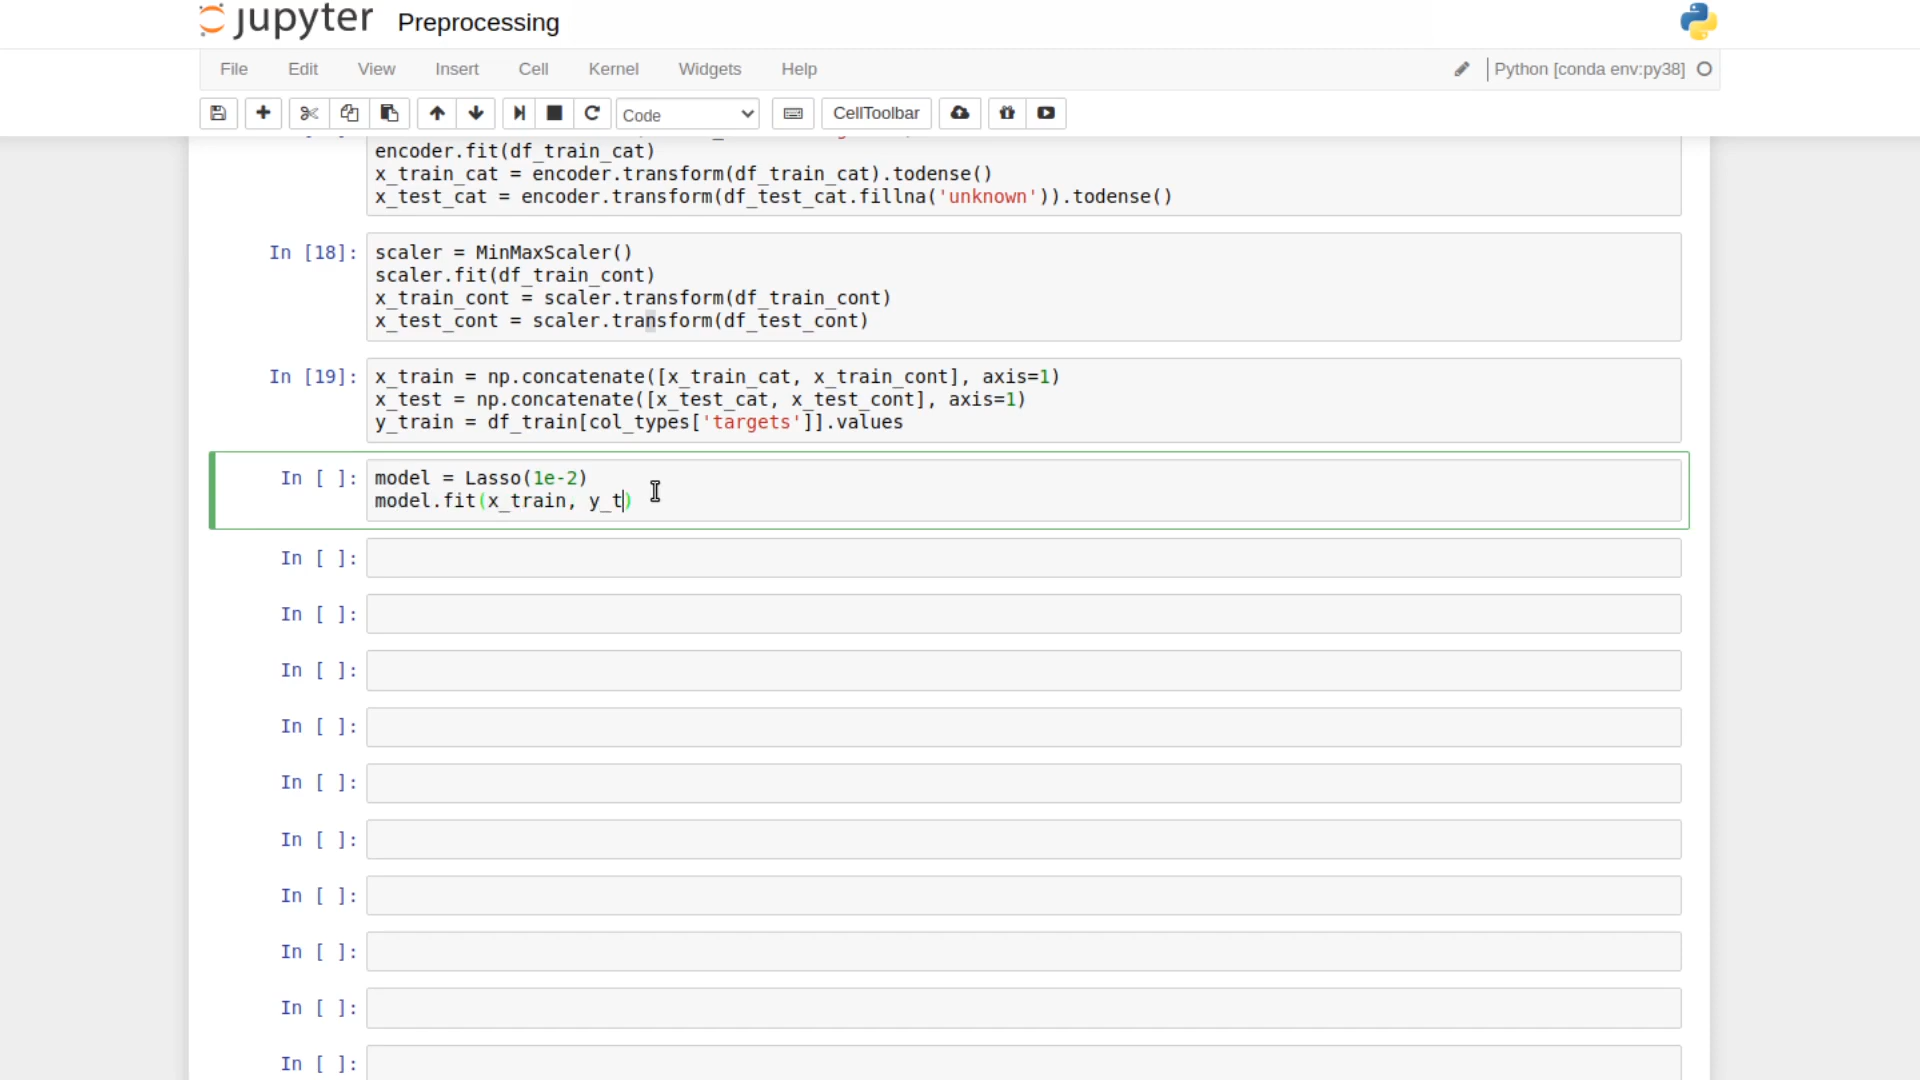 jupyter Preprocessing
File Edit View Insert Cell Kernel Widgets Help Python [conda env:py38]
Code CellToolbar
encoder.fit(df_train_cat)
x_train_cat = encoder.transform(df_train_cat).todense()
x_test_cat = encoder.transform(df_test_cat.fillna('unknown')).todense()
In [18]: scaler = MinMaxScaler()
scaler.fit(df_train_cont)
x_train_cont = scaler.transform(df_train_cont)
x_test_cont = scaler.transform(df_test_cont)
In [19]: x_train = np.concatenate([x_train_cat, x_train_cont], axis=1)
x_test = np.concatenate([x_test_cat, x_test_cont], axis=1)
y_train = df_train[col_types['targets']].values
In [ ]: model = Lasso(1e-2)
model.fit(x_train, y_t)
In [ ]:
In [ ]:
In [ ]:
In [ ]:
In [ ]:
In [ ]:
In [ ]:
In [ ]:
In [ ]:
In [ ]: